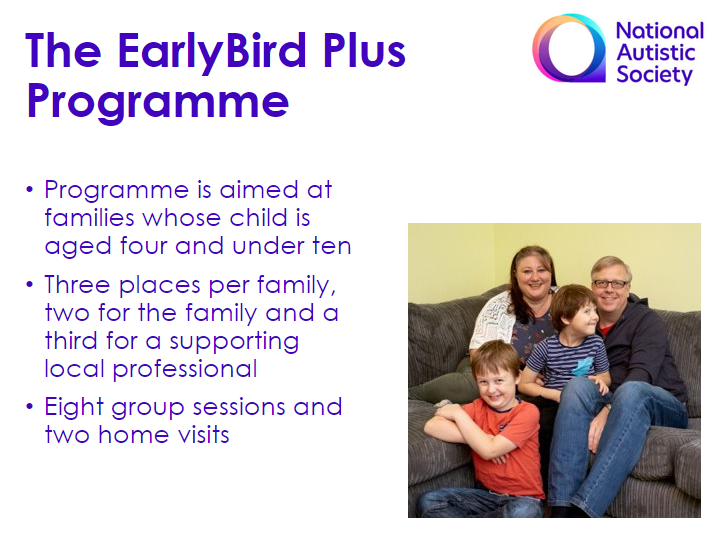 The EarlyBird Plus
Programme
National
Autistic
Society
• Programme is aimed at
families whose child is
aged four and under ten
• Three places per family,
two for the family and a
third for a supporting
local professional
• Eight group sessions and
two home visits